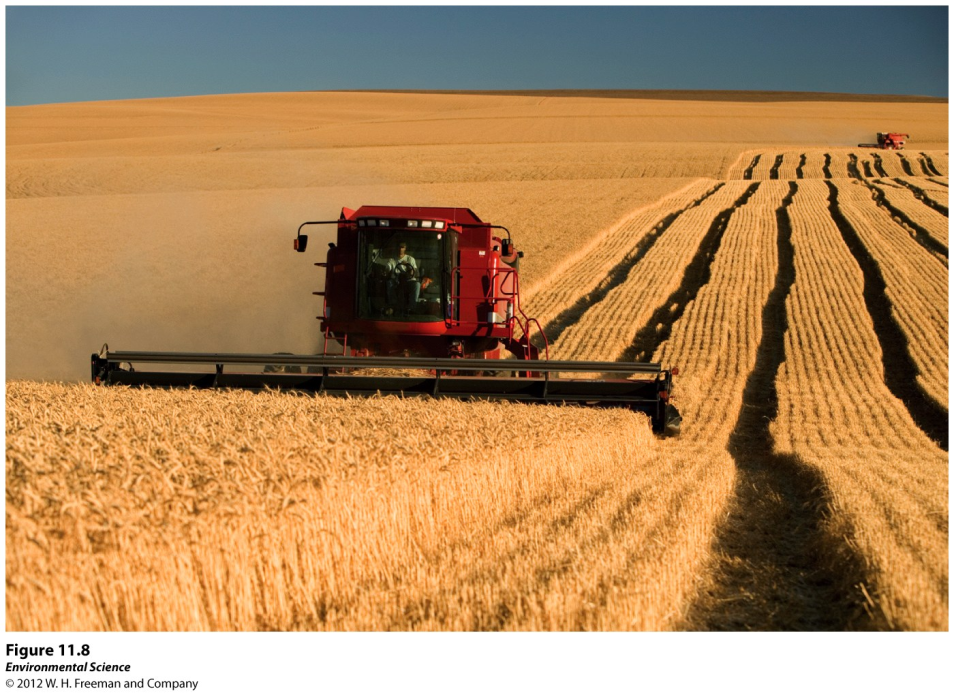 Figure 11.8
Environmental Science
© 2012 W. H. Freeman and Company